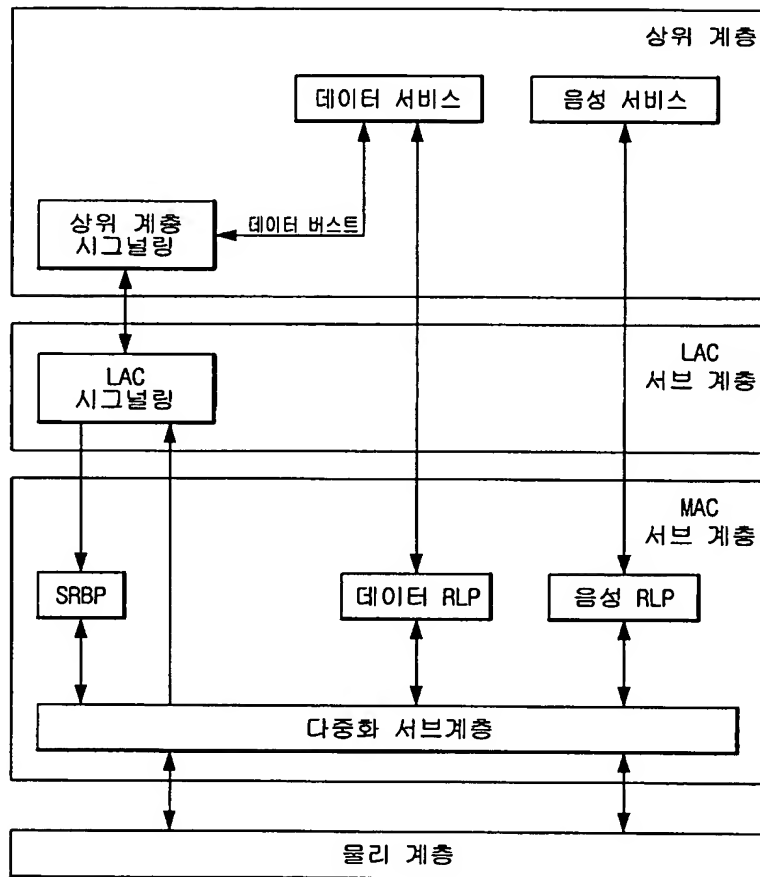 상위 계층
데이터 서비스
음성 서비스
상위 계층
시그널링
데이터 버스트
LAC
서브 계층
LAC
시그널링
MAC
서브 계층
SRBP
데이터 RLP
음성 RLP
다중화 서브계층
물리 계층